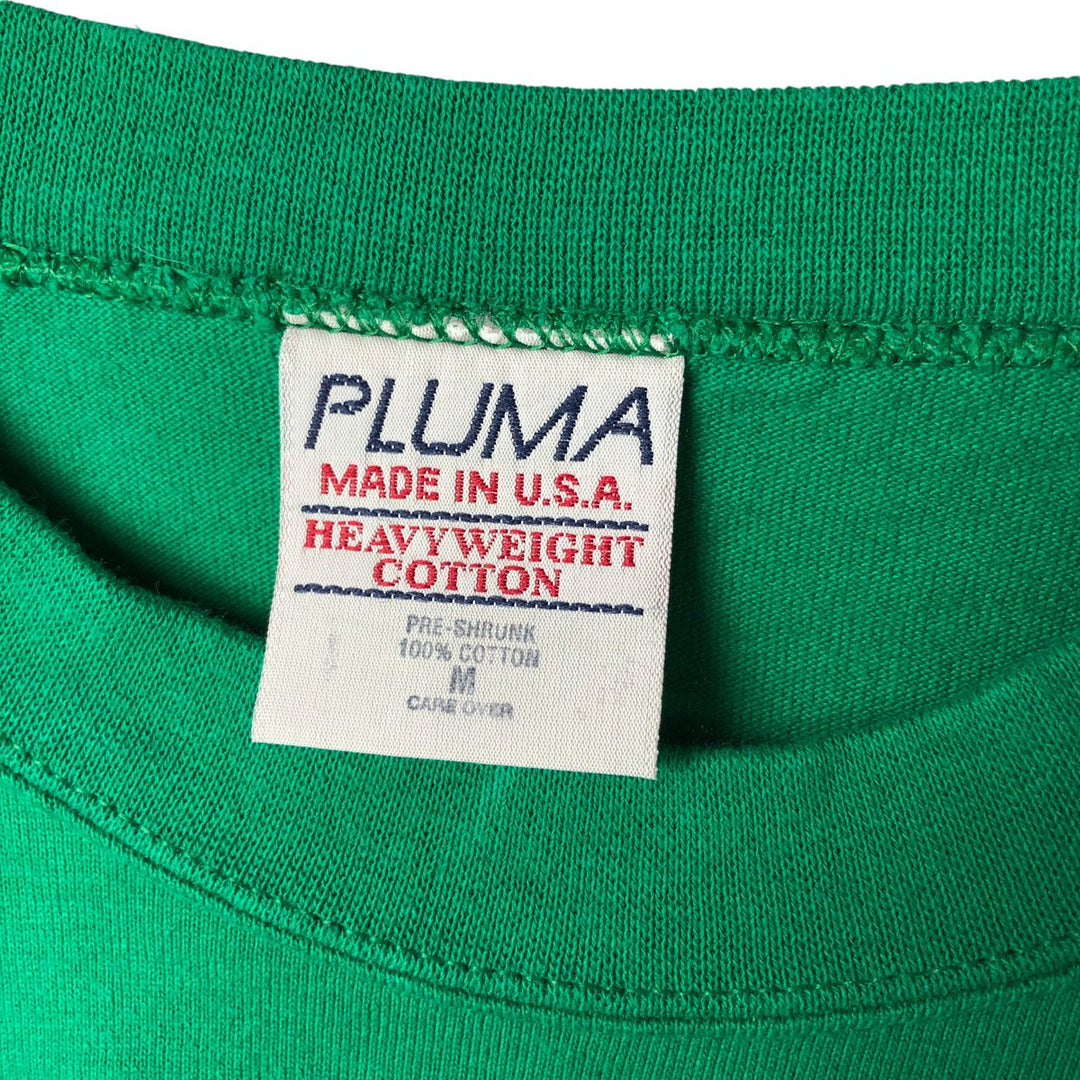 PLUMA
MADE IN U.S.A.
HEAVYWEIGHT
COTTON
PRE-SHRUNK
100% COTTON
M
CARE OVER